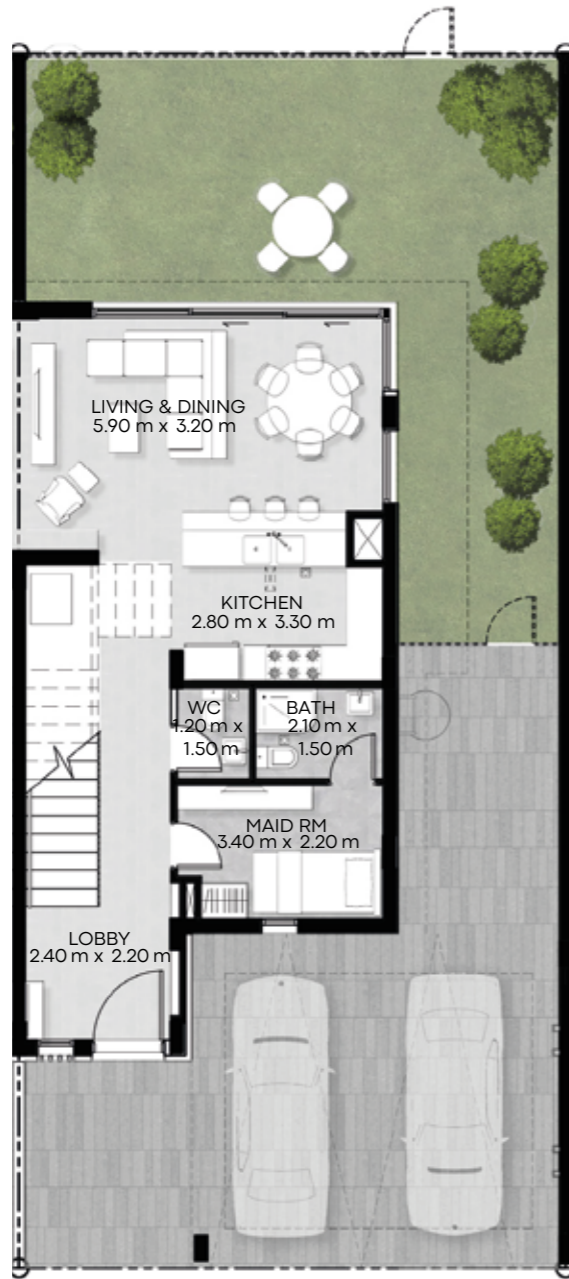 LIVING & DINING
5.90 m x 3.20 m
KITCHEN
2.80 m x 3.30 m
WC
1.20 m x
1.50 m
BATH
2.10 m x
1.50 m
MAID RM
3.40 m x 2.20 m
LOBBY
2.40 m x 2.20 m